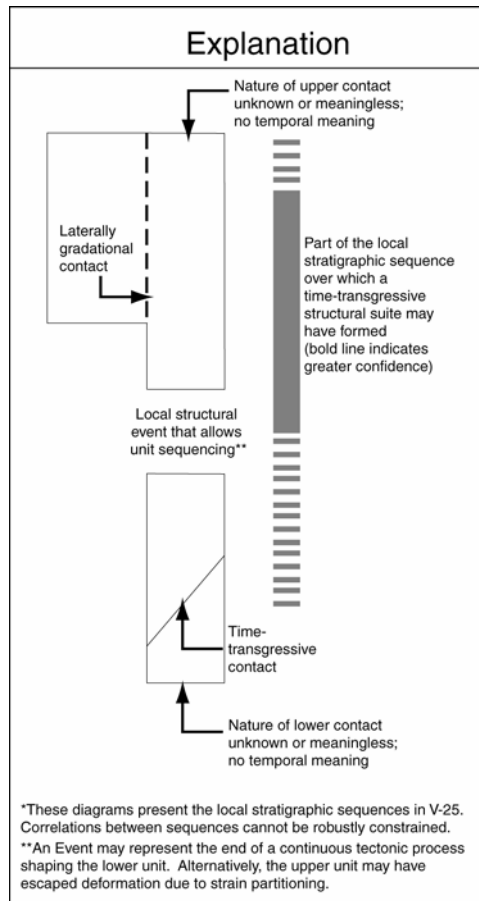 Explanation
Nature of upper contact
unknown or meaningless;
no temporal meaning
Laterally
gradational
contact
Part of the local
stratigraphic sequence
over which a
time-transgressive
structural suite may
have formed
(bold line indicates
greater confidence)
Local structural
event that allows
unit sequencing**
Time-
transgressive
contact
Nature of lower contact
unknown or meaningless;
no temporal meaning
*These diagrams present the local stratigraphic sequences in V-25.
Correlations between sequences cannot be robustly constrained.
**An Event may represent the end of a continuous tectonic process
shaping the lower unit. Alternatively, the upper unit may have
escaped deformation due to strain partitioning.